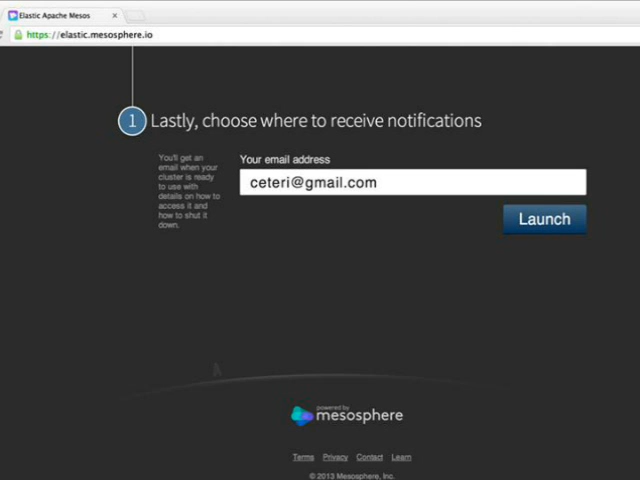 Elastic Apache Mesos
https://elastic.mesosphere.io
1 Lastly, choose where to receive notifications
You'll get an
email when your
cluster is ready
to use with
details on how to
access it and
how to shut it
down.
Your email address
ceteri@gmail.com
Launch
powered by
mesosphere
Terms Privacy Contact Learn
© 2013 Mesosphere, Inc.